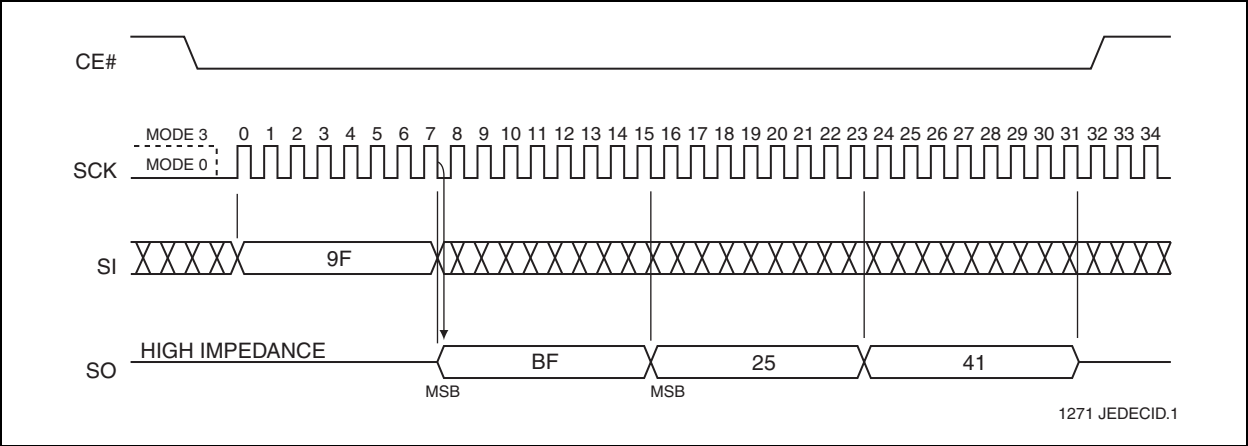 CE#
MODE 3
0 1 2 3 4 5 6 7 8 9 10 11 12 13 14 15 16 17 18 19 20 21 22 23 24 25 26 27 28 29 30 31 32 33 34
SCK
MODE 0
SI
9F
HIGH IMPEDANCE
SO
BF
25
41
MSB
MSB
1271 JEDECID.1